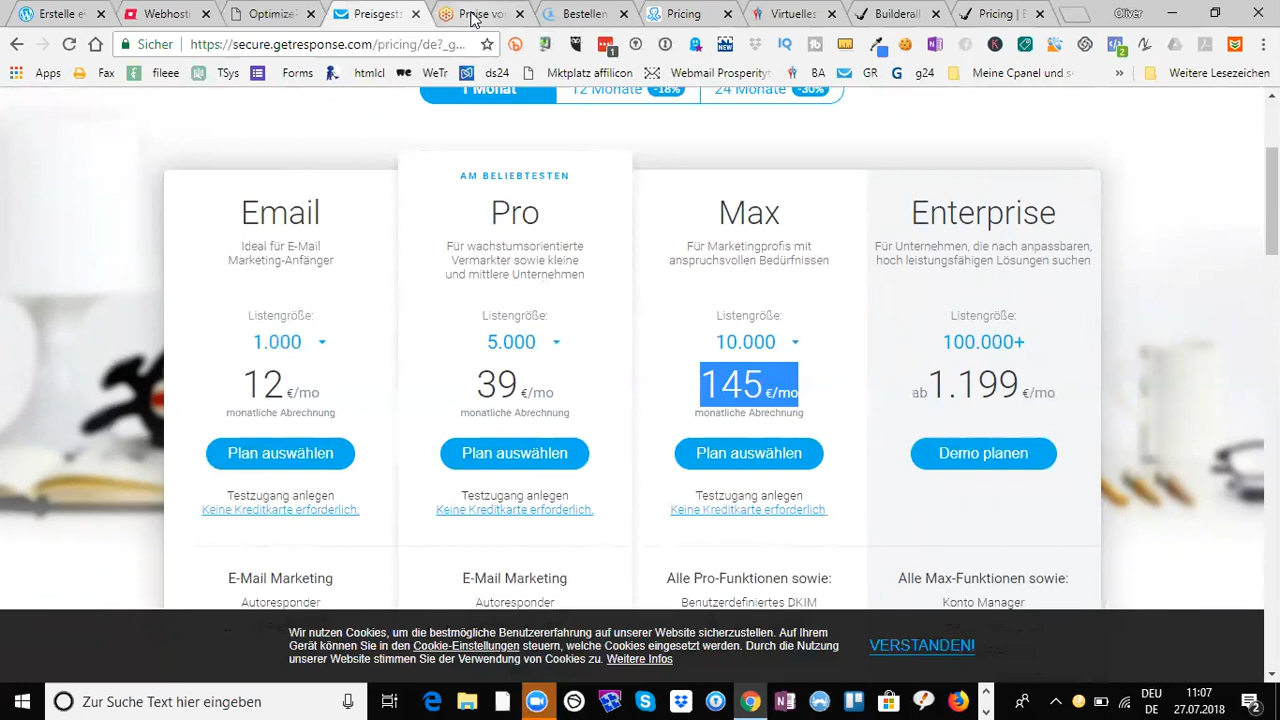 Erstelle e
Webhosti
Optimize
Preisgest
Preise vo
Bestellen
Pricing
Virtuelles
Builderall
Pricing | B
Oliver
Sicher
https://secure.getresponse.com/pricing/de?_g...
Apps
Fax
fileee
TSys
Forms
htmlcl
WeTr
ds24
Mktplatz affilicon
Webmail Prosperity
BA
GR
g24
Meine Cpanel und s
Weitere Lesezeichen
1 Monat
12 Monate -18%
24 Monate -30%
AM BELIEBTESTEN
Email
Pro
Max
Enterprise
Ideal für E-Mail
Marketing-Anfänger
Für wachstumsorientierte
Vermarkter sowie kleine
und mittlere Unternehmen
Für Marketingprofis mit
anspruchsvollen Bedürfnissen
Für Unternehmen, die nach anpassbaren,
hoch leistungsfähigen Lösungen suchen
Listengröße:
Listengröße:
Listengröße:
Listengröße:
1.000
5.000
10.000
100.000+
12 €/mo
39 €/mo
145 €/mo
ab 1.199 €/mo
monatliche Abrechnung
monatliche Abrechnung
monatliche Abrechnung
Plan auswählen
Plan auswählen
Plan auswählen
Demo planen
Testzugang anlegen
Keine Kreditkarte erforderlich.
Testzugang anlegen
Keine Kreditkarte erforderlich.
Testzugang anlegen
Keine Kreditkarte erforderlich.
E-Mail Marketing
E-Mail Marketing
Alle Pro-Funktionen sowie:
Alle Max-Funktionen sowie:
Autoresponder
Autoresponder
Benutzerdefiniertes DKIM
Konto Manager
Wir nutzen Cookies, um die bestmögliche Benutzererfahrung auf unserer Website sicherzustellen. Auf Ihrem
Gerät können Sie in den Cookie-Einstellungen steuern, welche Cookies eingesetzt werden. Durch die Nutzung
unserer Website stimmen Sie der Verwendung von Cookies zu. Weitere Infos
VERSTANDEN!
Zur Suche Text hier eingeben
DEU
DE
11:07
27.07.2018